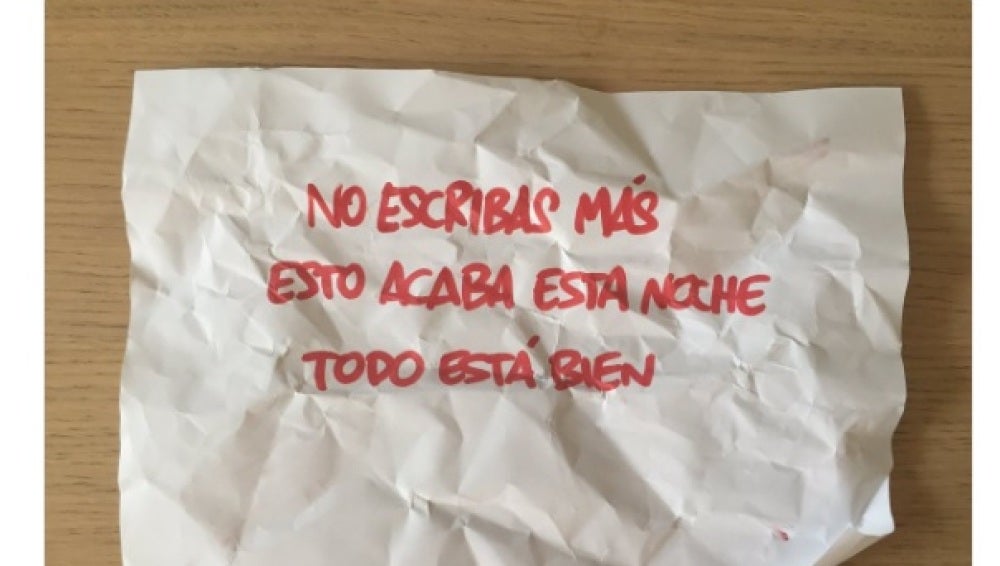 NO ESCRIBAS MÁS
ESTO ACABA ESTA NOCHE
TODO ESTÁ BIEN